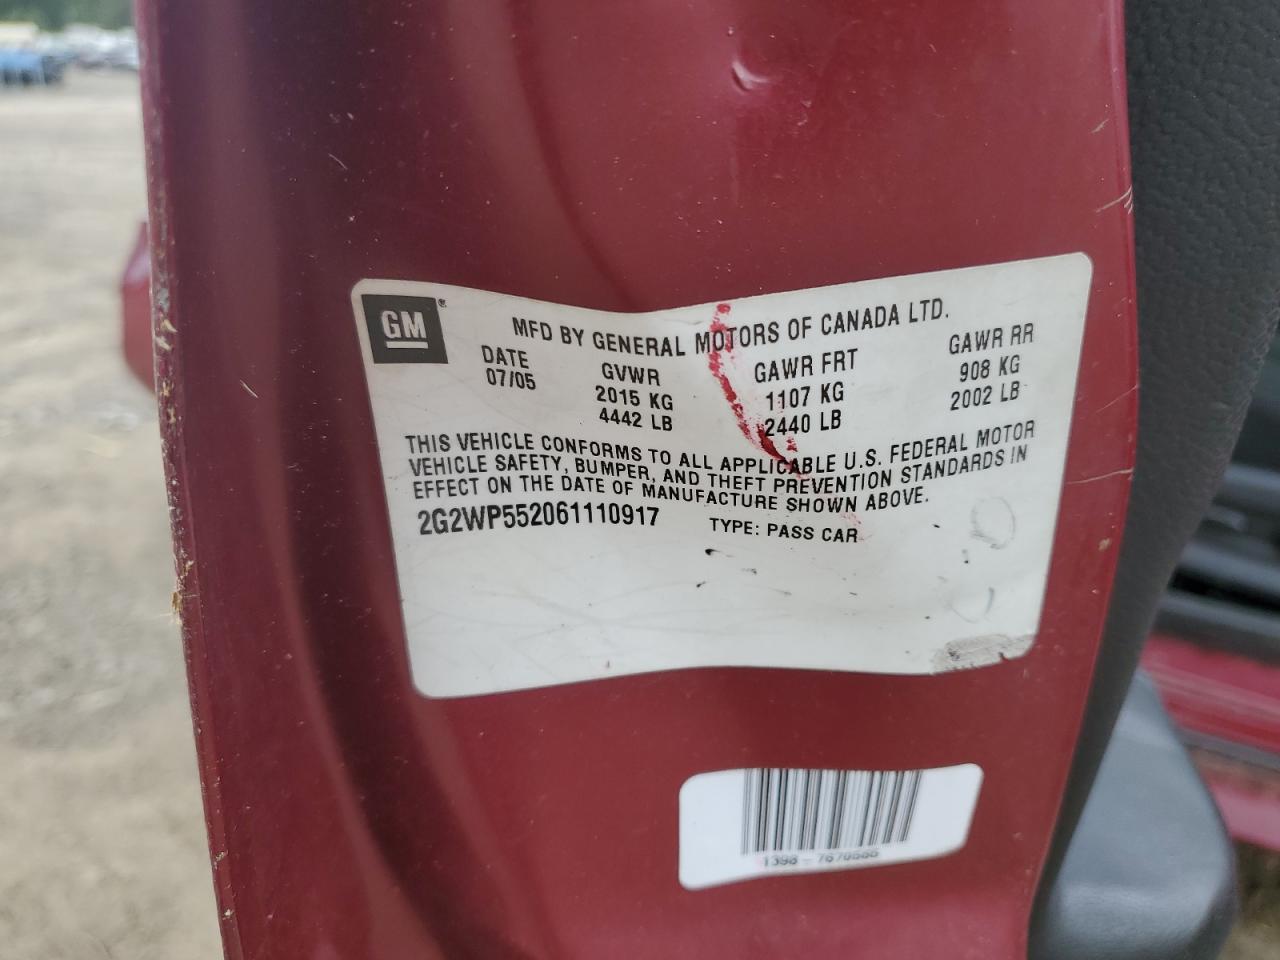 GM
MFD BY GENERAL MOTORS OF CANADA LTD.
DATE GVWR GAWR FRT GAWR RR
07/05 2015 KG 1107 KG 908 KG
4442 LB 2440 LB 2002 LB
THIS VEHICLE CONFORMS TO ALL APPLICABLE U.S. FEDERAL MOTOR
VEHICLE SAFETY, BUMPER, AND THEFT PREVENTION STANDARDS IN
EFFECT ON THE DATE OF MANUFACTURE SHOWN ABOVE.
2G2WP552061110917 TYPE: PASS CAR
1398 -